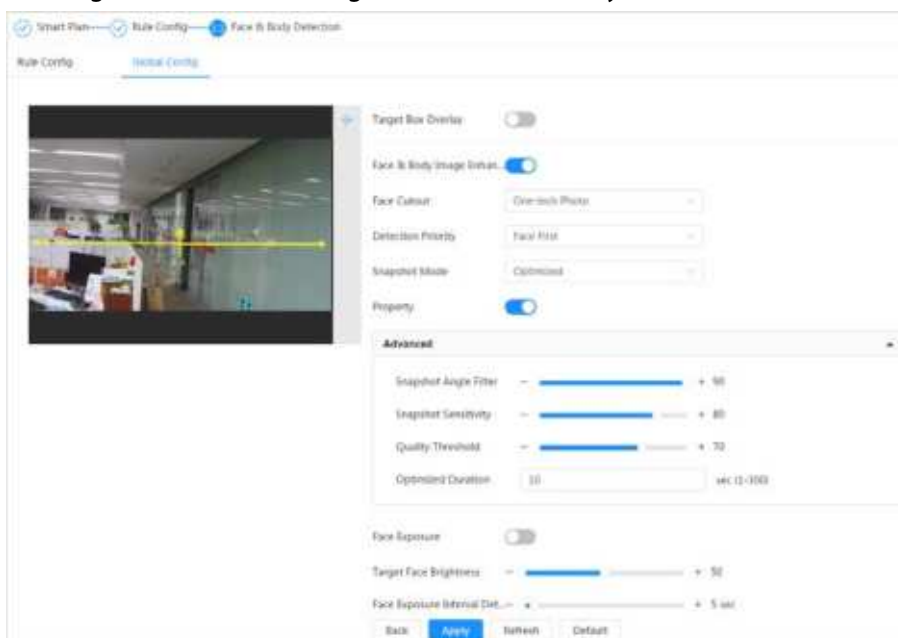 Smart Plan Rule Config Face & Body Detection
Rule Config Global Config
Target Box Overlay
Face & Body Image Enhan...
Face Cutout One-inch Photo
Detection Priority Face First
Snapshot Mode Optimized
Property
Advanced
Snapshot Angle Filter - + 90
Snapshot Sensitivity - + 80
Quality Threshold - + 70
Optimized Duration 10 sec (1~300)
Face Exposure
Target Face Brightness - + 50
Face Exposure Interval Det... - + 5 sec
Back Apply Refresh Default